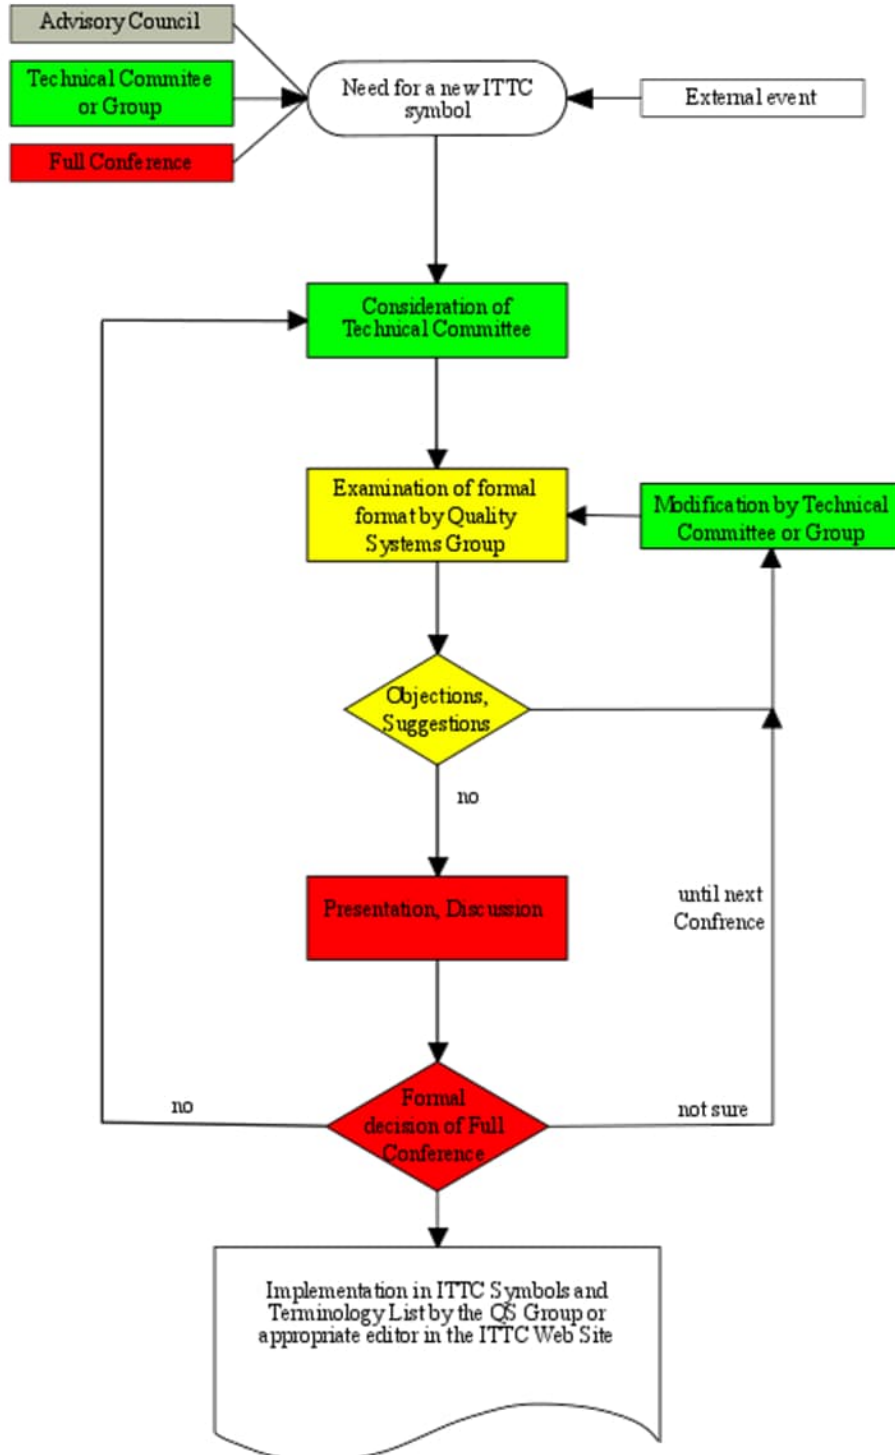 Advisory Council
Technical Commitee
or Group
Full Conference
Need for a new ITTC
symbol
External event
Consideration of
Technical Committee
Examination of formal
format by Quality
Systems Group
Modification by Technical
Committee or Group
Objections,
Suggestions
no
Presentation, Discussion
until next
Confrence
Formal
decision of Full
Conference
no
not sure
Implementation in ITTC Symbols and
Terminology List by the QS Group or
appropriate editor in the ITTC Web Site